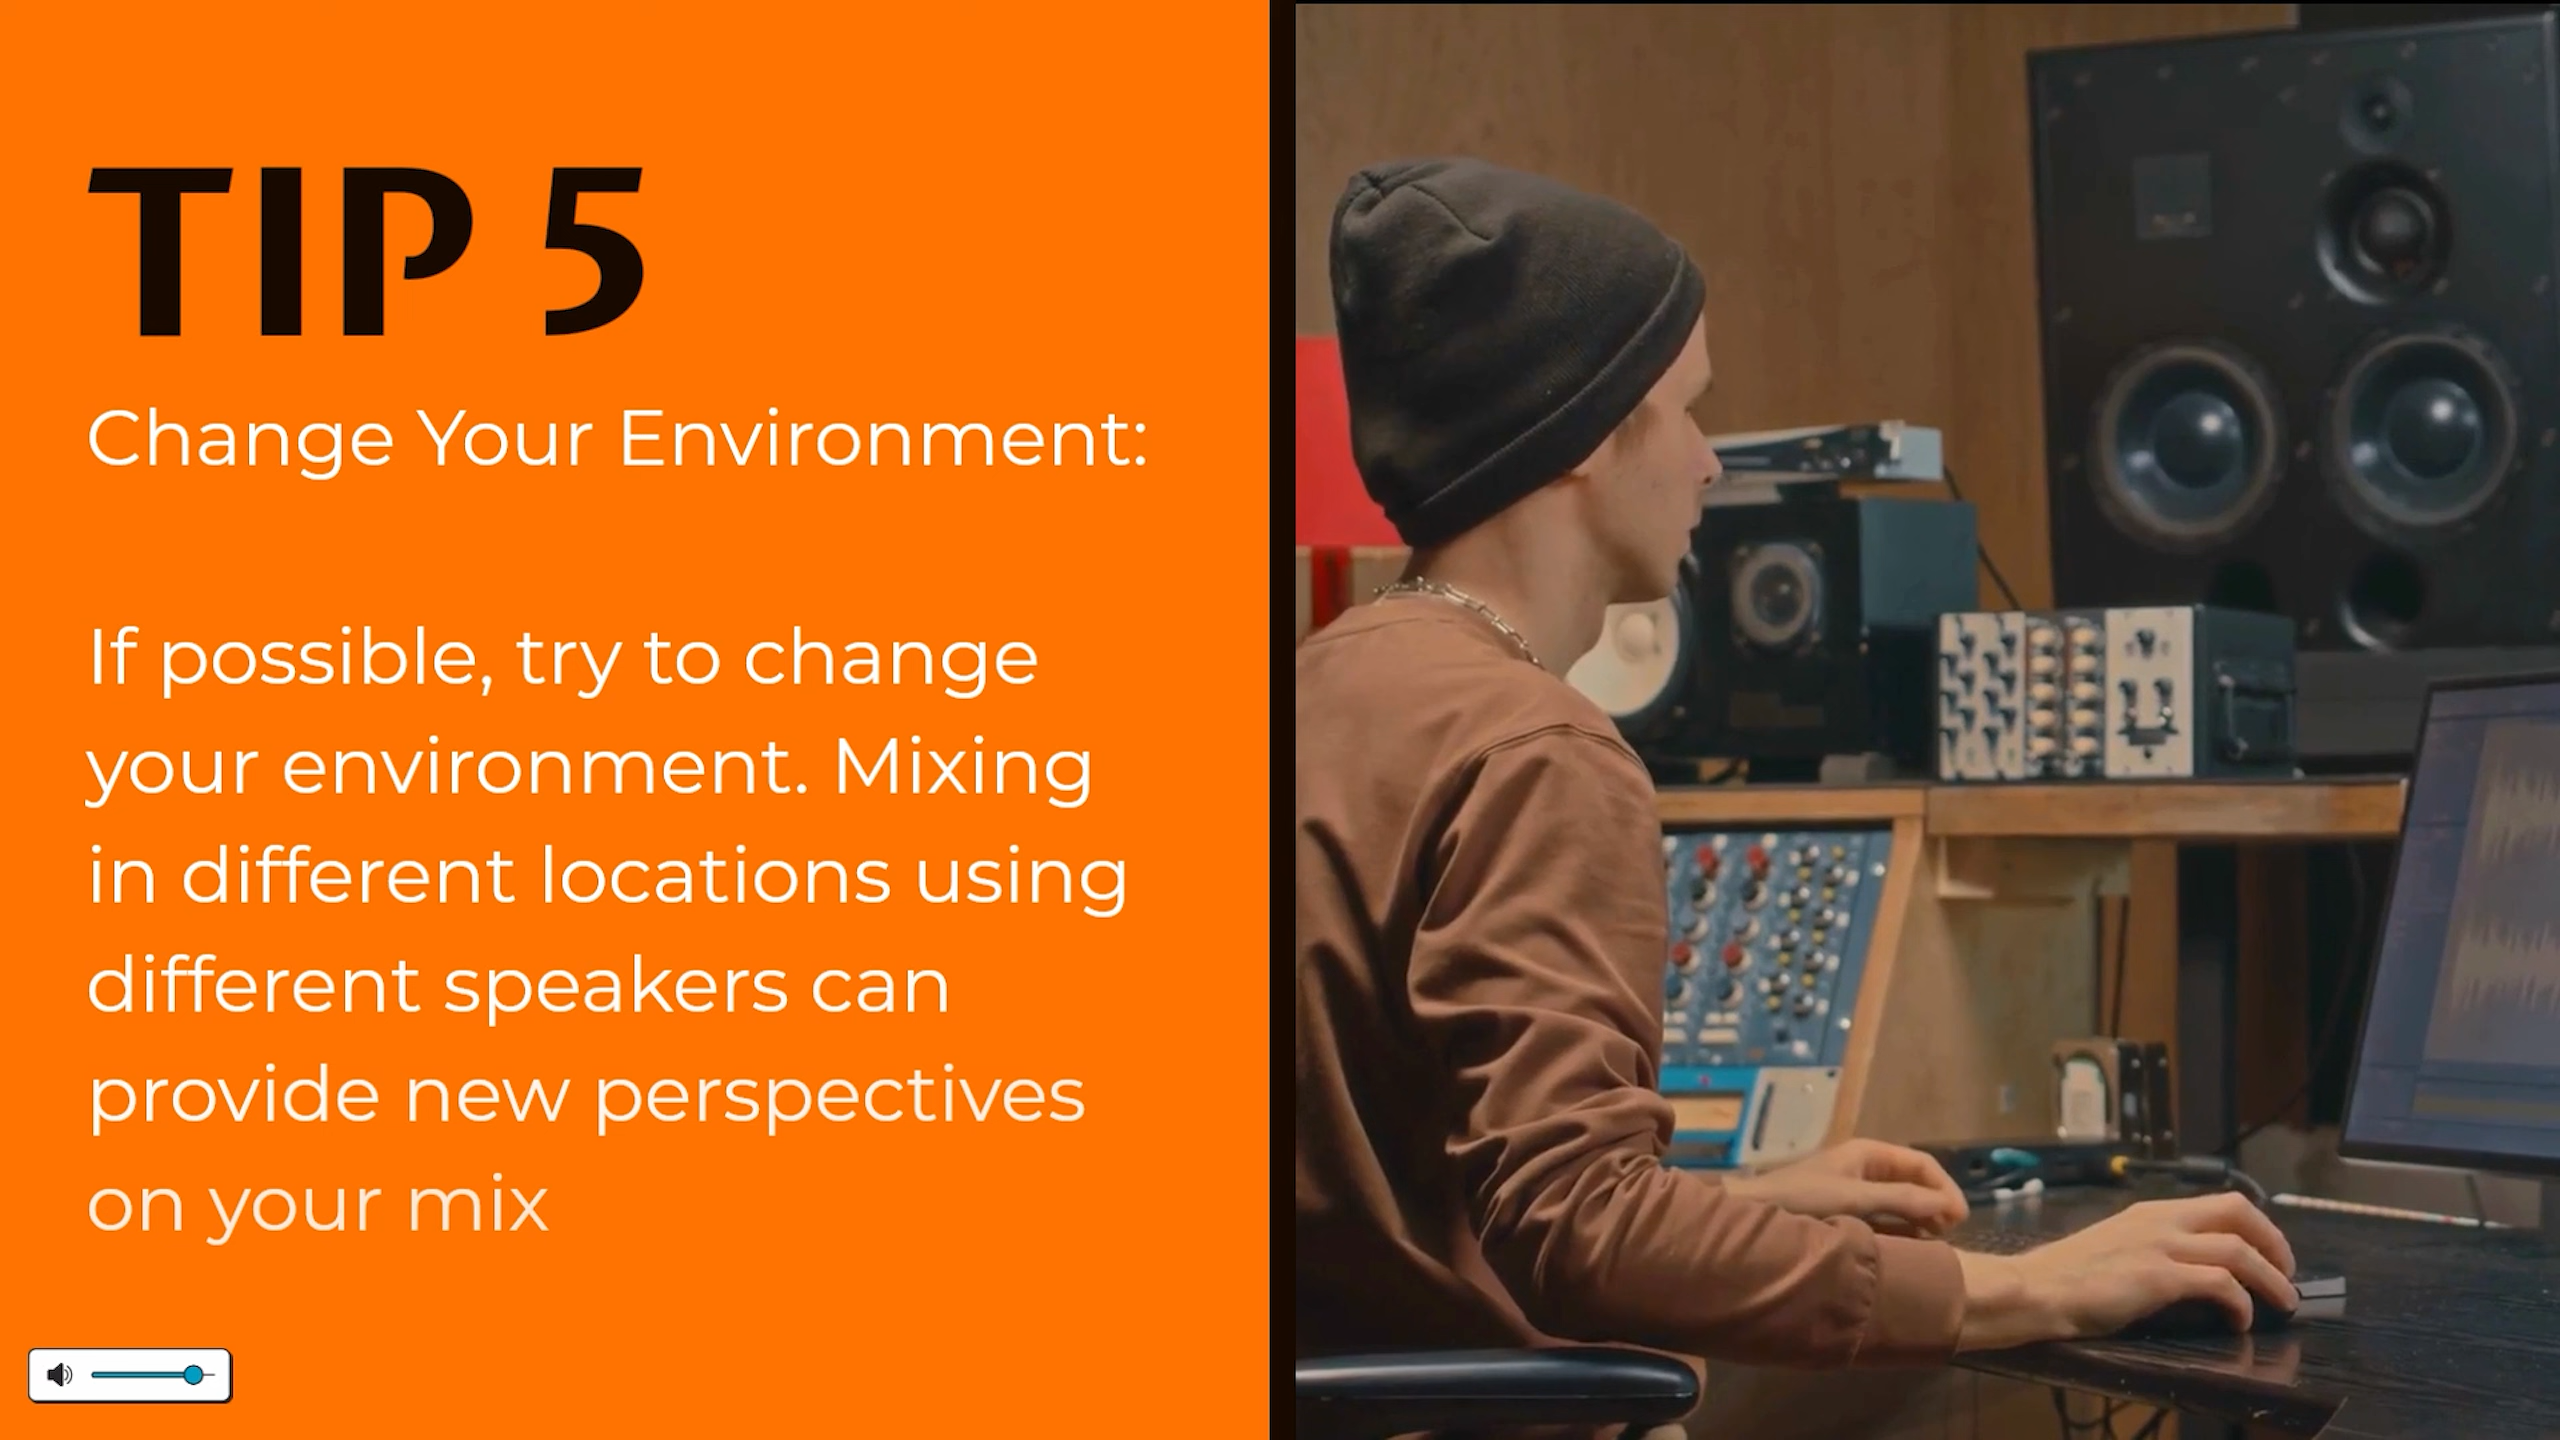 TIP 5
Change Your Environment:
If possible, try to change
your environment. Mixing
in different locations using
different speakers can
provide new perspectives
on your mix